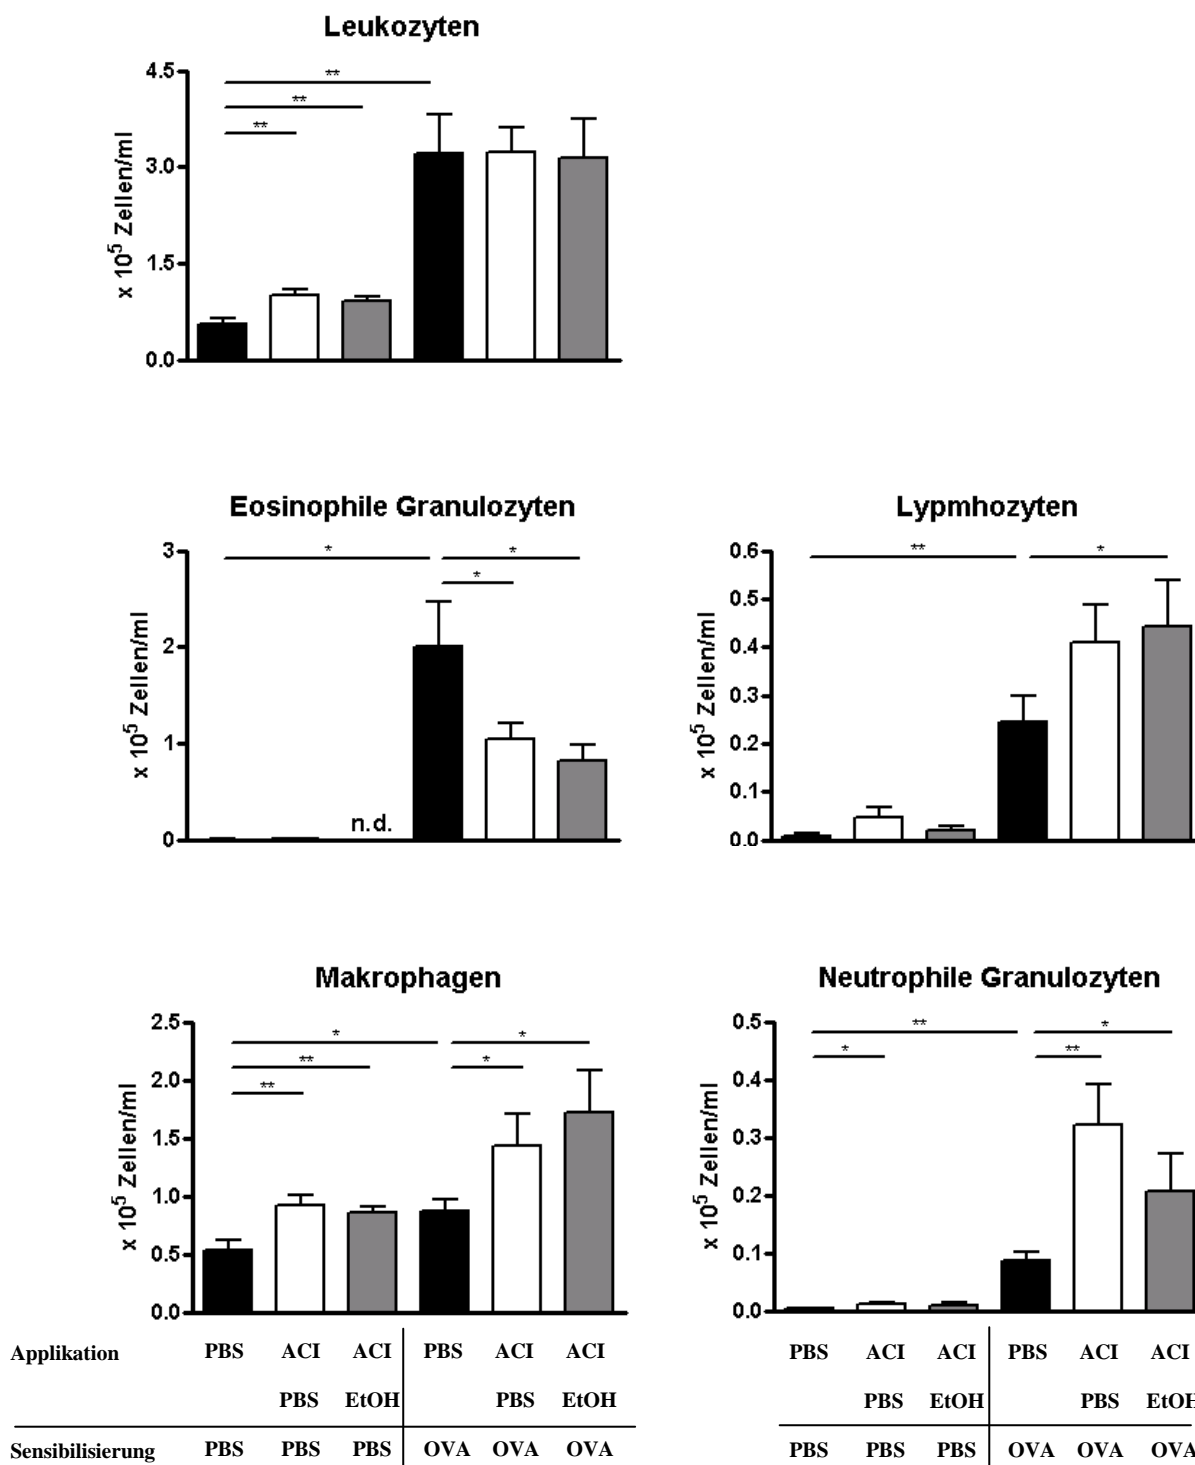 Leukozyten
x 10⁵ Zellen/ml
4.5
3.0
1.5
0.0
**
**
**
Eosinophile Granulozyten
x 10⁵ Zellen/ml
3
2
1
0
*
*
*
n.d.
Lypmhozyten
x 10⁵ Zellen/ml
0.6
0.5
0.4
0.3
0.2
0.1
0.0
**
*
Makrophagen
x 10⁵ Zellen/ml
2.5
2.0
1.5
1.0
0.5
0.0
*
*
**
*
**
Neutrophile Granulozyten
x 10⁵ Zellen/ml
0.5
0.4
0.3
0.2
0.1
0.0
**
*
*
**
Applikation PBS ACI ACI PBS ACI ACI
PBS EtOH PBS EtOH
Sensibilisierung PBS PBS PBS OVA OVA OVA
PBS ACI ACI PBS ACI ACI
PBS EtOH PBS EtOH
PBS PBS PBS OVA OVA OVA